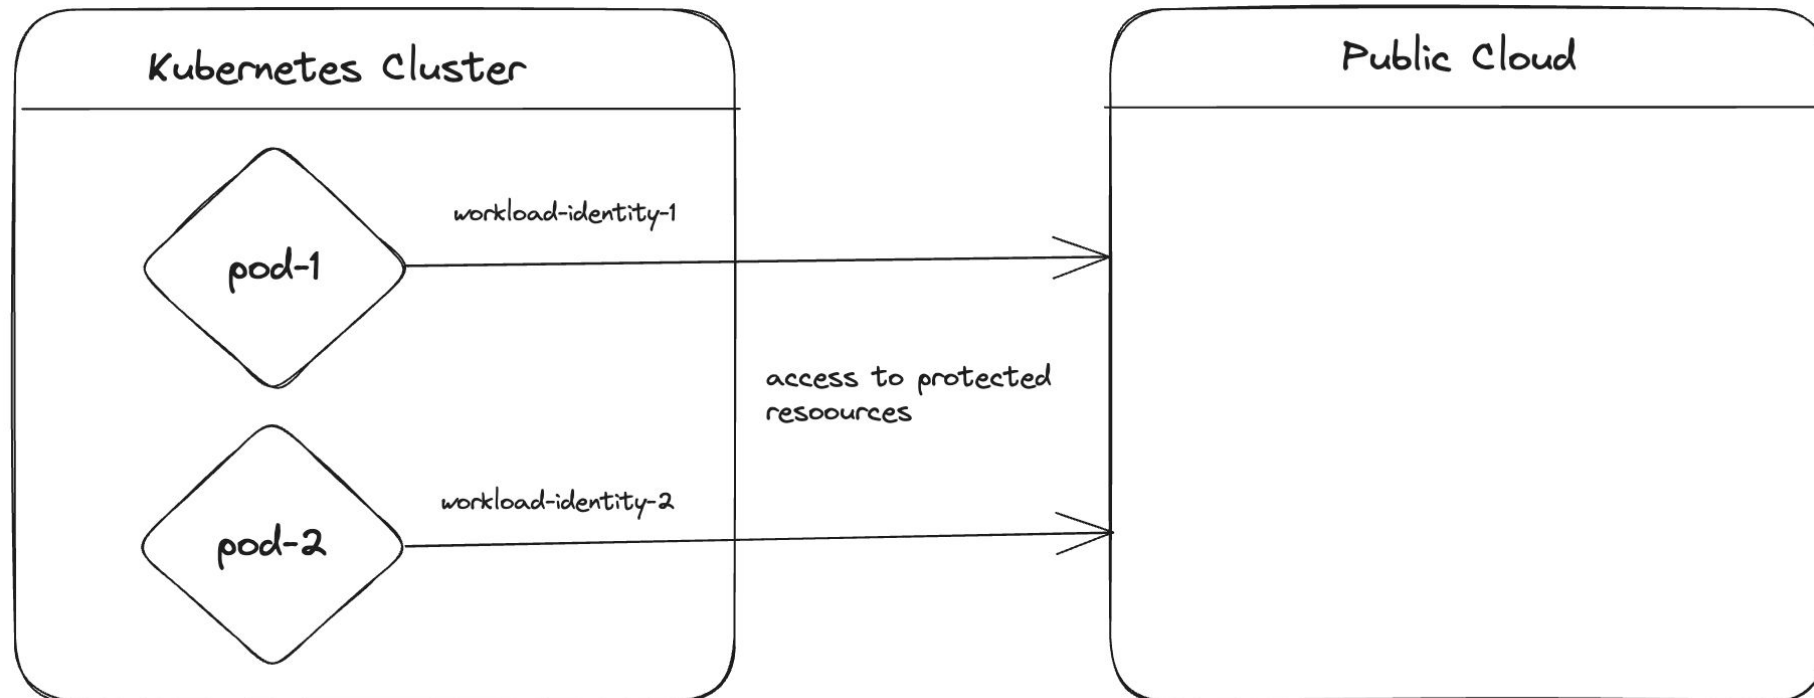 Kubernetes Cluster
Public Cloud
workload-identity-1
pod-1
access to protected
resoources
workload-identity-2
pod-2